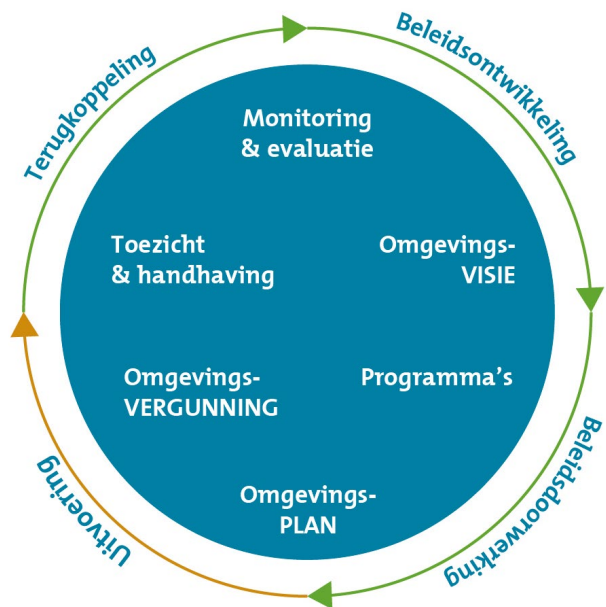 Beleidsontwikkeling
Terugkoppeling
Monitoring
& evaluatie
Toezicht
& handhaving
Omgevings-
VISIE
Omgevings-
VERGUNNING
Programma's
Omgevings-
PLAN
Beleidsdoorwerking
Uitvoering